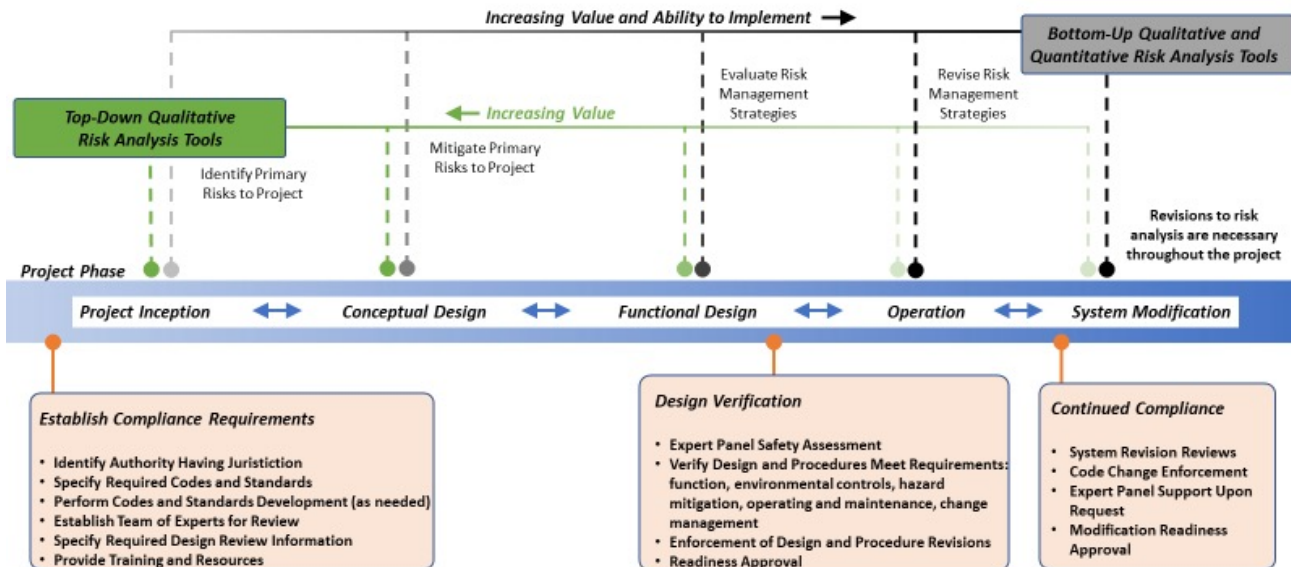 Increasing Value and Ability to Implement
Bottom-Up Qualitative and
Quantitative Risk Analysis Tools
Top-Down Qualitative
Risk Analysis Tools
Increasing Value
Evaluate Risk
Management
Strategies
Revise Risk
Management
Strategies
Identify Primary
Risks to Project
Mitigate Primary
Risks to Project
Revisions to risk
analysis are necessary
throughout the project
Project Phase
Project Inception
Conceptual Design
Functional Design
Operation
System Modification
Establish Compliance Requirements
• Identify Authority Having Juristiction
• Specify Required Codes and Standards
• Perform Codes and Standards Development (as needed)
• Establish Team of Experts for Review
• Specify Required Design Review Information
• Provide Training and Resources
Design Verification
• Expert Panel Safety Assessment
• Verify Design and Procedures Meet Requirements:
function, environmental controls, hazard
mitigation, operating and maintenance, change
management
• Enforcement of Design and Procedure Revisions
• Readiness Approval
Continued Compliance
• System Revision Reviews
• Code Change Enforcement
• Expert Panel Support Upon
Request
• Modification Readiness
Approval